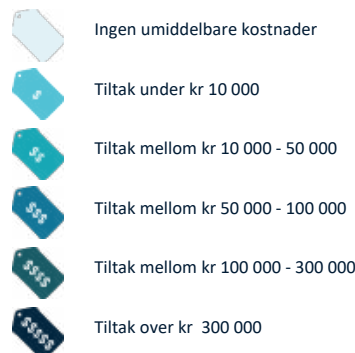 Ingen umiddelbare kostnader
$
Tiltak under kr 10 000
$$
Tiltak mellom kr 10 000 - 50 000
$$$
Tiltak mellom kr 50 000 - 100 000
$$$$
Tiltak mellom kr 100 000 - 300 000
$$$$$
Tiltak over kr 300 000